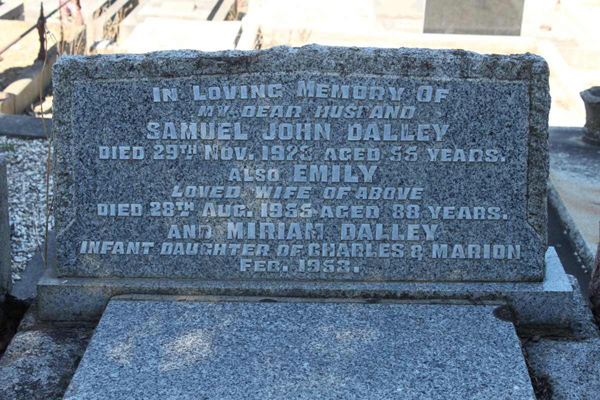 IN LOVING MEMORY OF
MY DEAR HUSBAND
SAMUEL JOHN DALLEY
DIED 29TH NOV. 1928 AGED 55 YEARS.
ALSO EMILY
LOVED WIFE OF ABOVE
DIED 28TH AUG. 1955 AGED 88 YEARS.
AND MIRIAM DALLEY
INFANT DAUGHTER OF CHARLES & MARION
FEB. 1933.